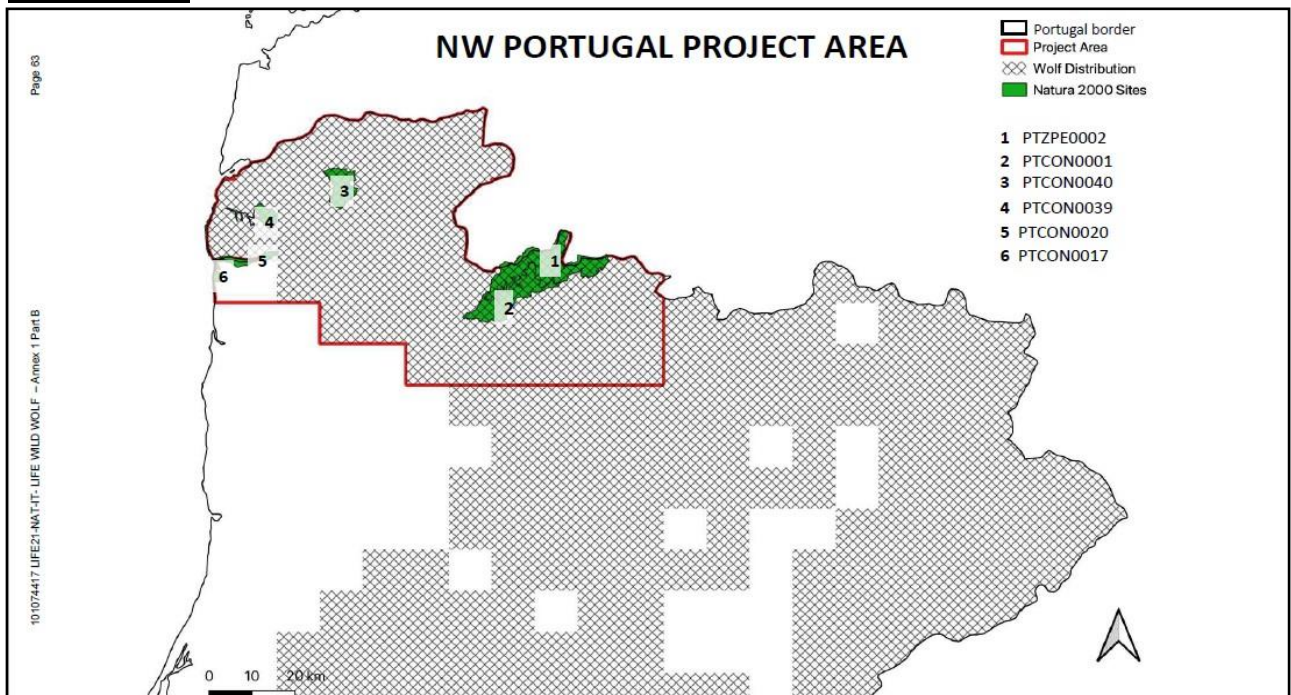 NW PORTUGAL PROJECT AREA
Portugal border
Project Area
Wolf Distribution
Natura 2000 Sites
1 PTZPE0002
2 PTCON0001
3 PTCON0040
4 PTCON0039
5 PTCON0020
6 PTCON0017
3
4
5
6
1
2
0 10 20 km
Page 63
101074417 LIFE21-NAT-IT- LIFE WILD WOLF – Annex 1 Part B